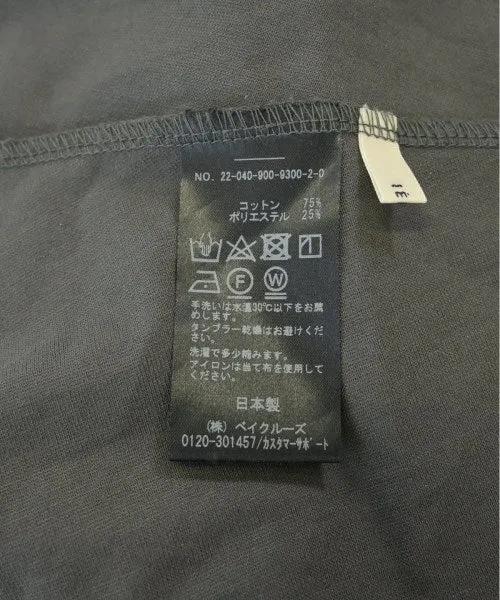 NO. 22-040-900-9300-2-0
コットン 75%
ポリエステル 25%
手洗いは水温30℃以下をお薦
めします。
タンブラー乾燥はお避けくだ
さい。
洗濯で多少縮みます。
アイロンは当て布を使用して
ください。
日本製
(株) ベイクルーズ
0120-301457/カスタマーサポート